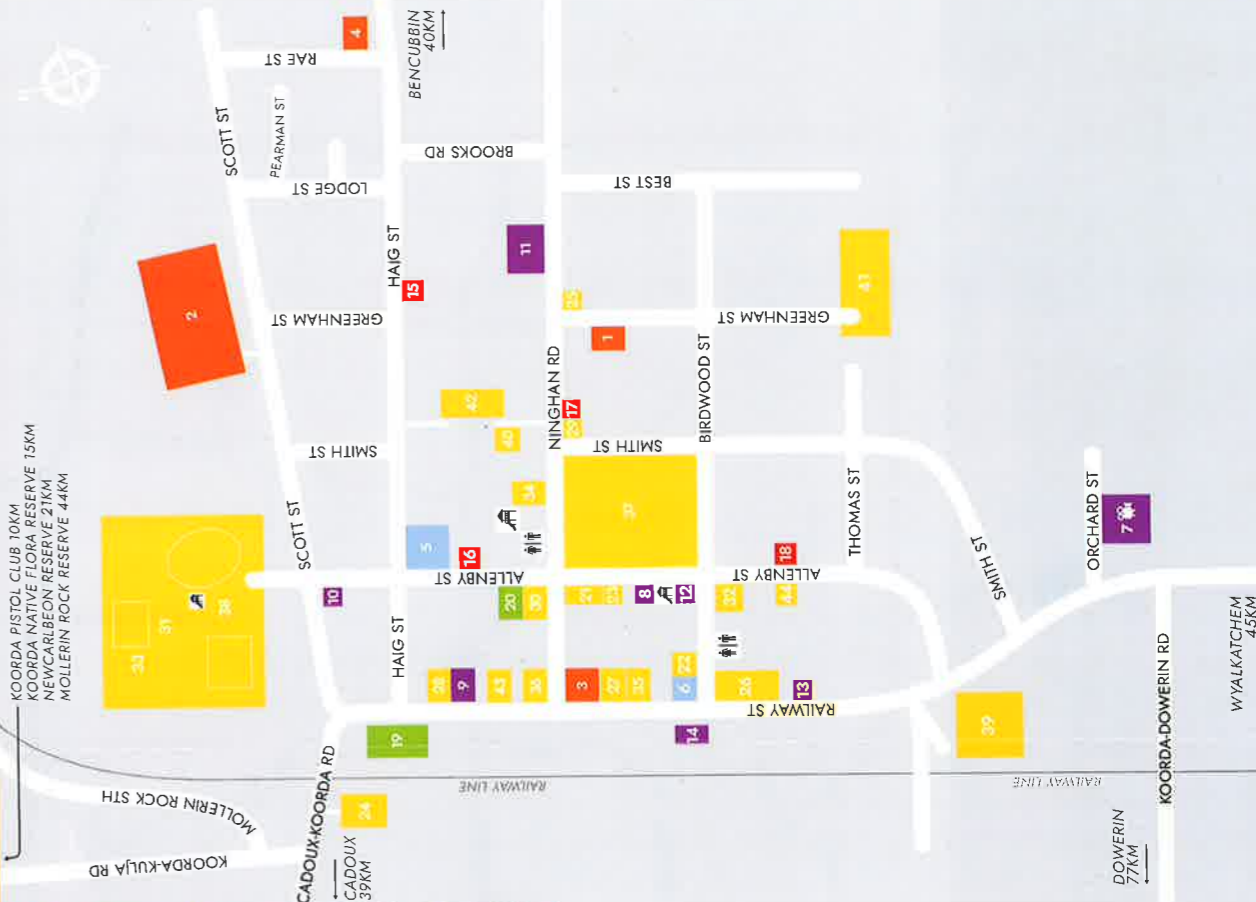 KOORDA PISTOL CLUB 10KM
KOORDA NATIVE FLORA RESERVE 15KM
NEWCARLBEON RESERVE 21KM
MOLLERIN ROCK RESERVE 44KM
BENCUBBIN
40KM
RAE ST
4
SCOTT ST
PEARMAN ST
LODGE ST
BROOKS RD
BEST ST
2
HAIG ST
15
11
GREENHAM ST
25
1
GREENHAM ST
41
42
NINGHAN RD
17
BIRDWOOD ST
SMITH ST
40
SMITH ST
THOMAS ST
34
37
ORCHARD ST
7
33
31
38
SCOTT ST
5
16
18
ALLENBY ST
ALLENBY ST
SMITH ST
10
20
30
21
23
8
12
32
44
HAIG ST
28
9
43
36
3
27
35
22
6
26
13
RAILWAY ST
39
19
14
KOORDA-DOWERIN RD
WYALKATCHEM
45KM
RAILWAY LINE
RAILWAY LINE
MOLLERIN ROCK STH
CADOUX-KOORDA RD
24
KOORDA-KULJA RD
CADOUX
39KM
DOWERIN
77KM